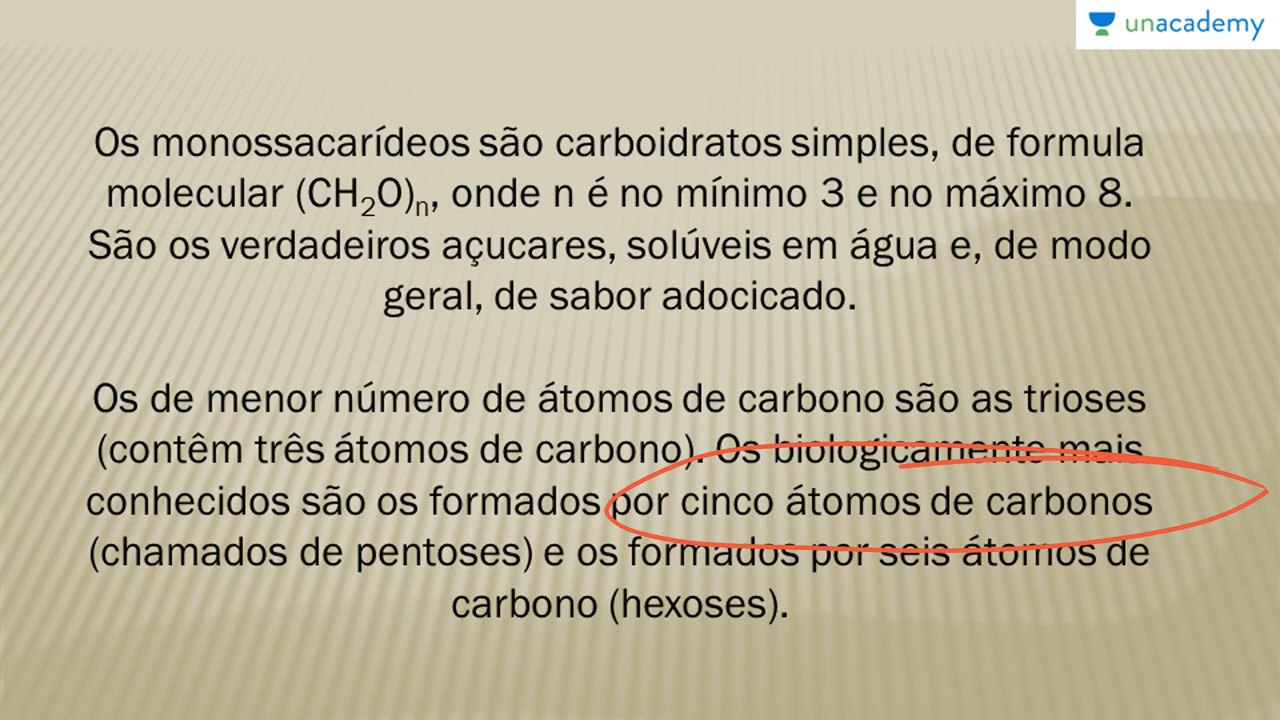 unacademy
Os monossacarídeos são carboidratos simples, de formula
molecular (CH₂O)ₙ, onde n é no mínimo 3 e no máximo 8.
São os verdadeiros açucares, solúveis em água e, de modo
geral, de sabor adocicado.
Os de menor número de átomos de carbono são as trioses
(contêm três átomos de carbono). Os biologicamente mais
conhecidos são os formados por cinco átomos de carbonos
(chamados de pentoses) e os formados por seis átomos de
carbono (hexoses).